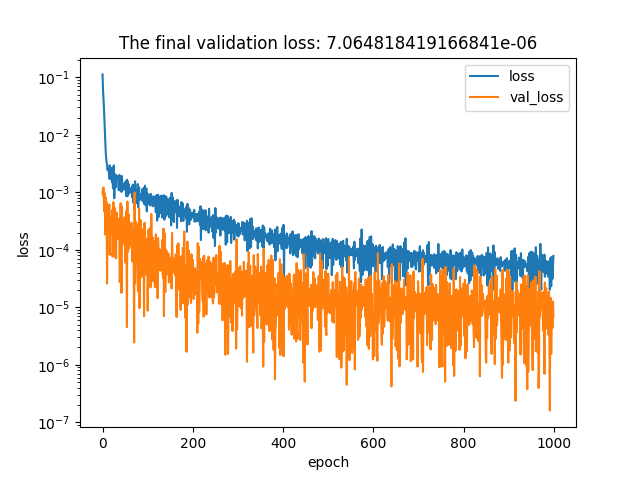 The final validation loss: 7.064818419166841e-06
loss
val_loss
10⁻¹
10⁻²
10⁻³
10⁻⁴
10⁻⁵
10⁻⁶
10⁻⁷
loss
0 200 400 600 800 1000
epoch